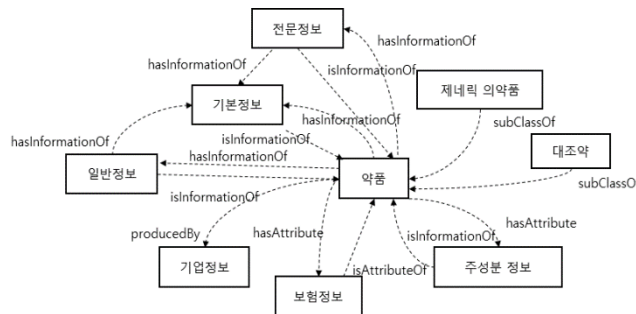 전문정보
hasInformationOf
hasInformationOf
isInformationOf
제네릭 의약품
기본정보
hasInformationOf
subClassOf
hasInformationOf
isInformationOf
hasInformationOf
대조약
일반정보
약품
subClassO
isInformationOf
hasAttribute
producedBy
hasAttribute
isInformationOf
기업정보
isAttributeOf
주성분 정보
보험정보